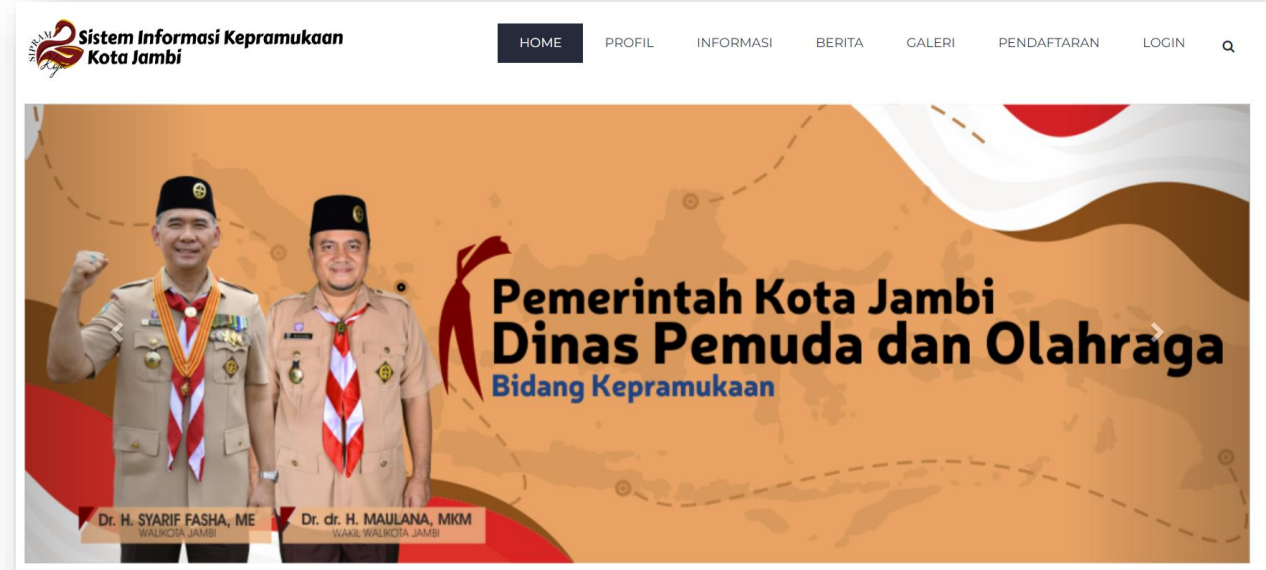 SIPRAM
Sistem Informasi Kepramukaan
Kota Jambi
HOME
PROFIL
INFORMASI
BERITA
GALERI
PENDAFTARAN
LOGIN
Pemerintah Kota Jambi
Dinas Pemuda dan Olahraga
Bidang Kepramukaan
Dr. H. SYARIF FASHA, ME
WALIKOTA JAMBI
Dr. dr. H. MAULANA, MKM
WAKIL WALIKOTA JAMBI